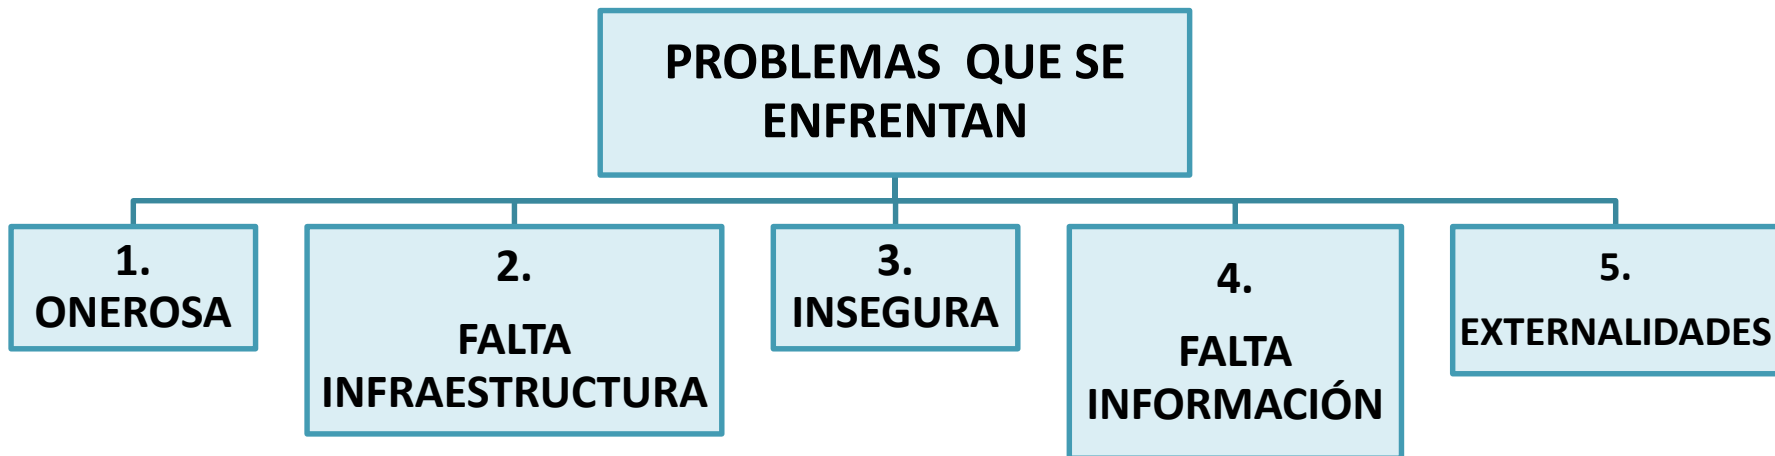 PROBLEMAS QUE SE
ENFRENTAN
1.
ONEROSA
2.
FALTA
INFRAESTRUCTURA
3.
INSEGURA
4.
FALTA
INFORMACIÓN
5.
EXTERNALIDADES